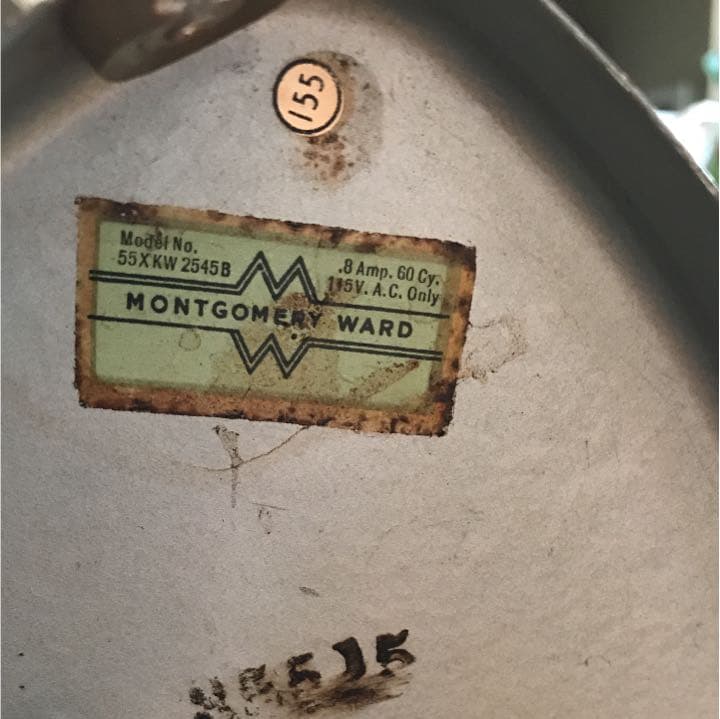 155
Model No.
55XKW 2545B
.8 Amp. 60 Cy.
115V. A.C. Only
MONTGOMERY WARD